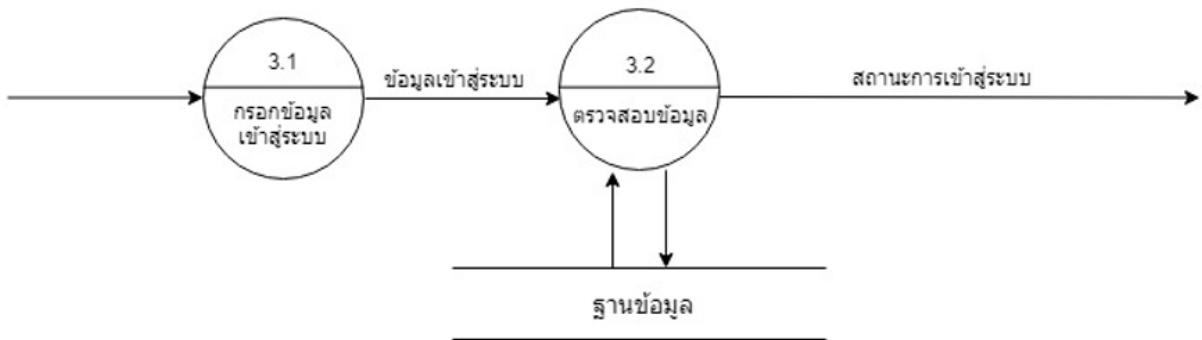 3.1
กรอกข้อมูล
เข้าสู่ระบบ
ข้อมูลเข้าสู่ระบบ
3.2
ตรวจสอบข้อมูล
สถานะการเข้าสู่ระบบ
ฐานข้อมูล